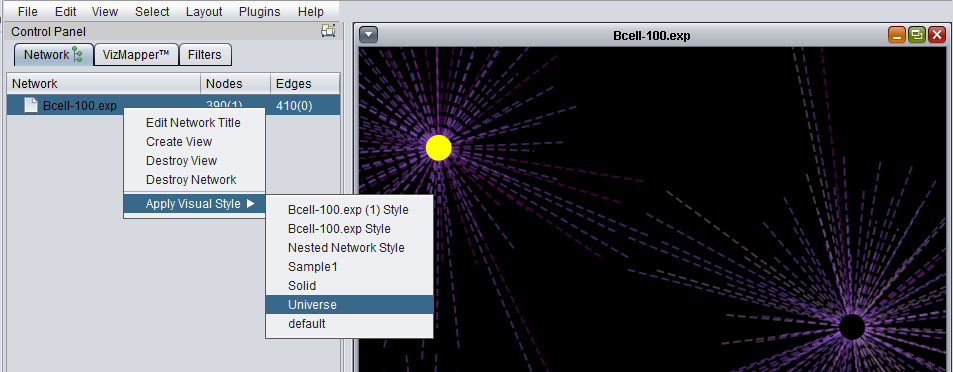 File Edit View Select Layout Plugins Help
Control Panel
Network VizMapper™ Filters
Network Nodes Edges
Bcell-100.exp 390(1) 410(0)
Edit Network Title
Create View
Destroy View
Destroy Network
Apply Visual Style
Bcell-100.exp (1) Style
Bcell-100.exp Style
Nested Network Style
Sample1
Solid
Universe
default
Bcell-100.exp